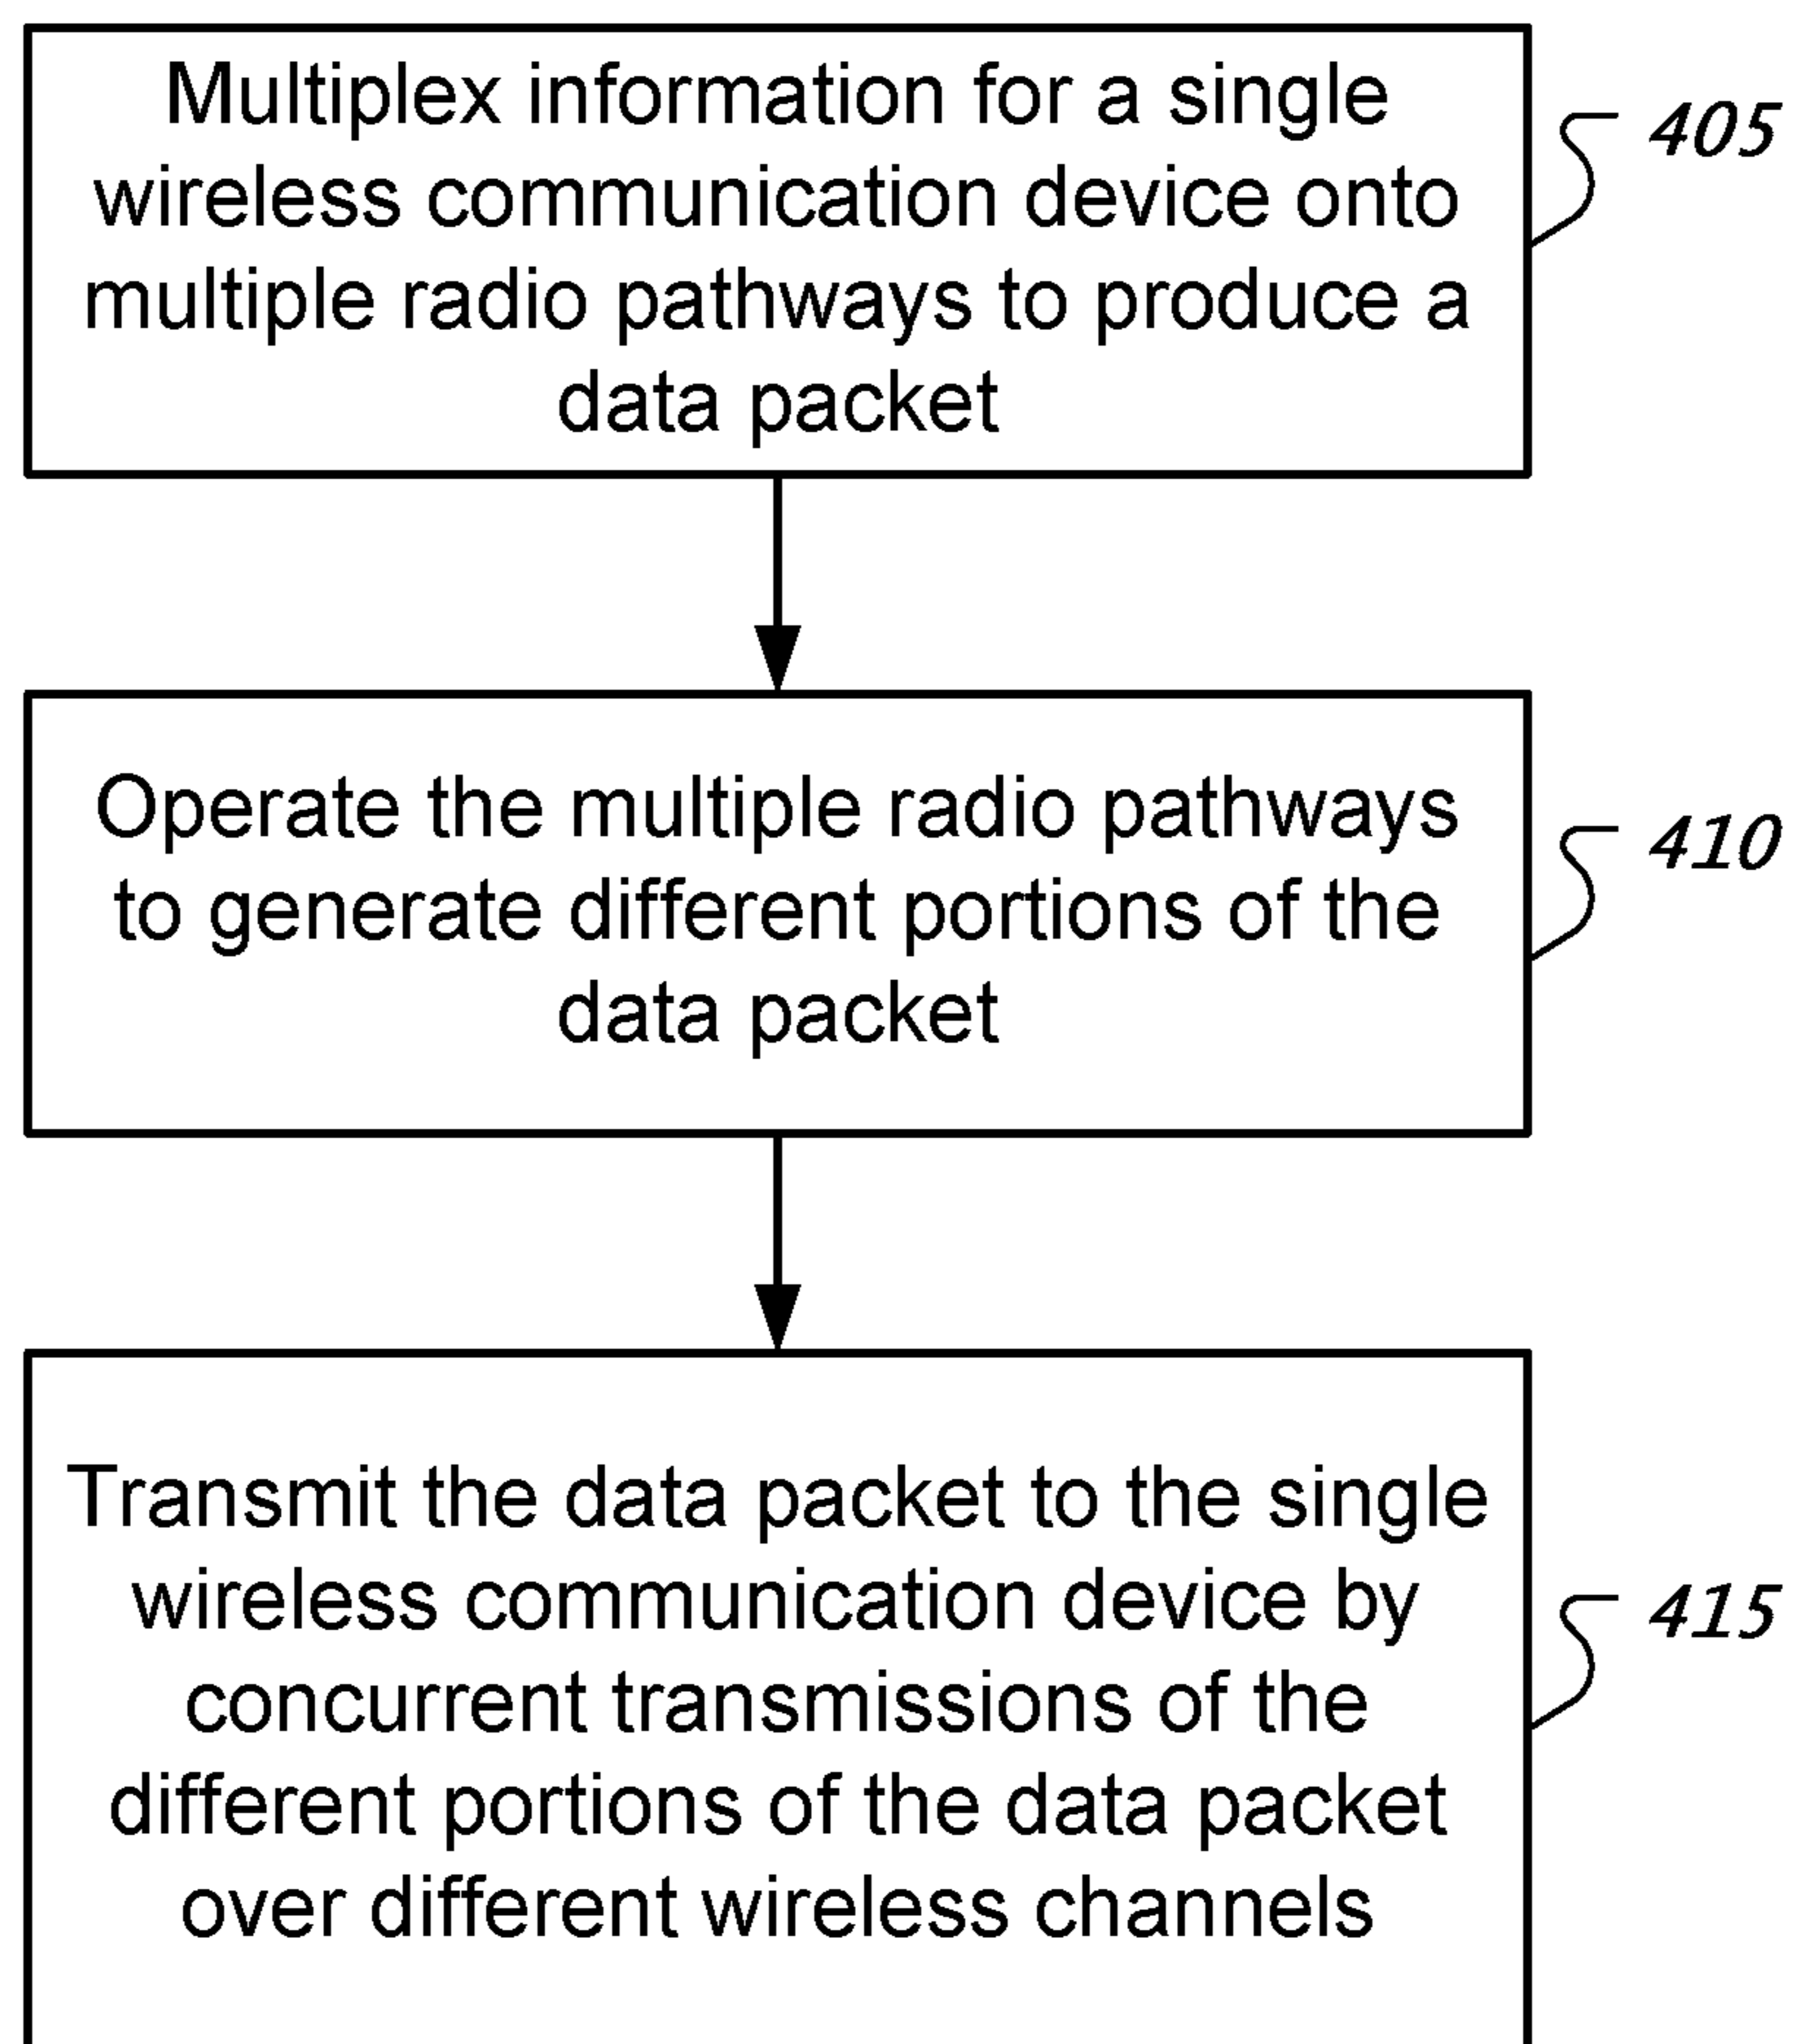 Multiplex information for a single
wireless communication device onto
multiple radio pathways to produce a
data packet
405
Operate the multiple radio pathways
to generate different portions of the
data packet
410
Transmit the data packet to the single
wireless communication device by
concurrent transmissions of the
different portions of the data packet
over different wireless channels
415